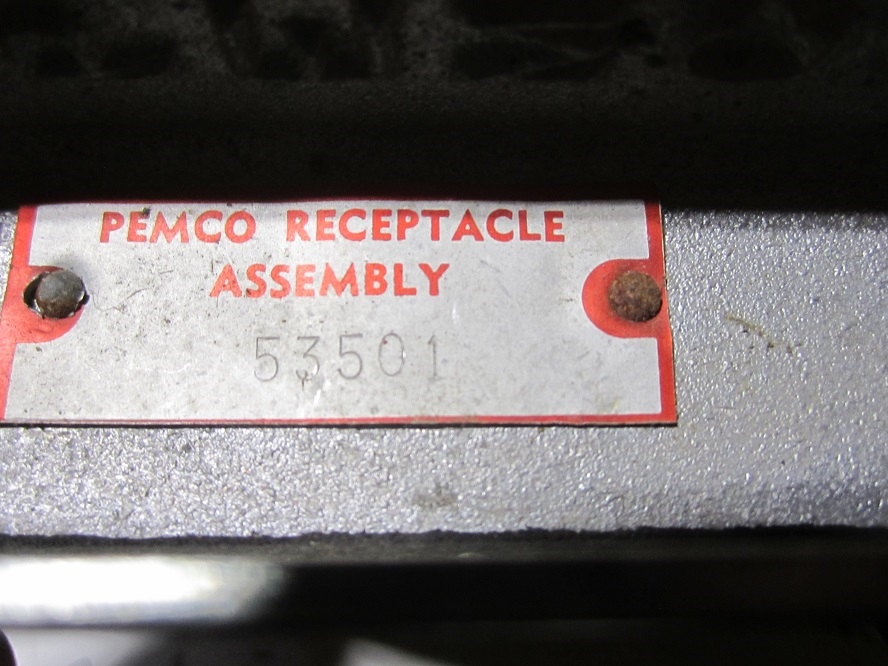 PEMCO RECEPTACLE
ASSEMBLY
53501